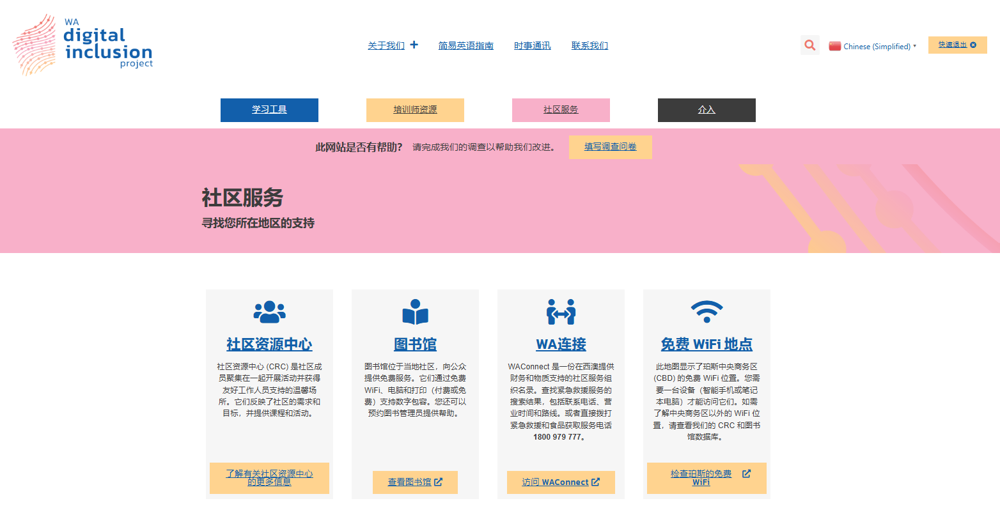 WA
digital
inclusion
project
关于我们
简易英语指南
时事通讯
联系我们
Chinese (Simplified)
快速退出
学习工具
培训师资源
社区服务
介入
此网站是否有帮助？ 请完成我们的调查以帮助我们改进。 填写调查问卷
社区服务
寻找您所在地区的支持
社区资源中心
社区资源中心 (CRC) 是社区成
员聚集在一起开展活动并获得
友好工作人员支持的温馨场
所。它们反映了社区的需求和
目标，并提供课程和活动。
了解有关社区资源中心
的更多信息
图书馆
图书馆位于当地社区，向公众
提供免费服务。它们通过免费
WiFi、电脑和打印（付费或免
费）支持数字包容。您还可以
预约图书管理员提供帮助。
查看图书馆
WA连接
WAConnect 是一份在西澳提供
财务和物质支持的社区服务组
织名录。查找紧急救援服务的
搜索结果，包括联系电话、营
业时间和路线。或者直接拨打
紧急救援和食品获取服务电话
1800 979 777。
访问 WAConnect
免费 WiFi 地点
此地图显示了珀斯中央商务区
(CBD) 的免费 WiFi 位置。您需
要一台设备（智能手机或笔记
本电脑）才能访问它们。如需
了解中央商务区以外的 WiFi 位
置，请查看我们的 CRC 和图书
馆数据库。
检查珀斯的免费
WiFi